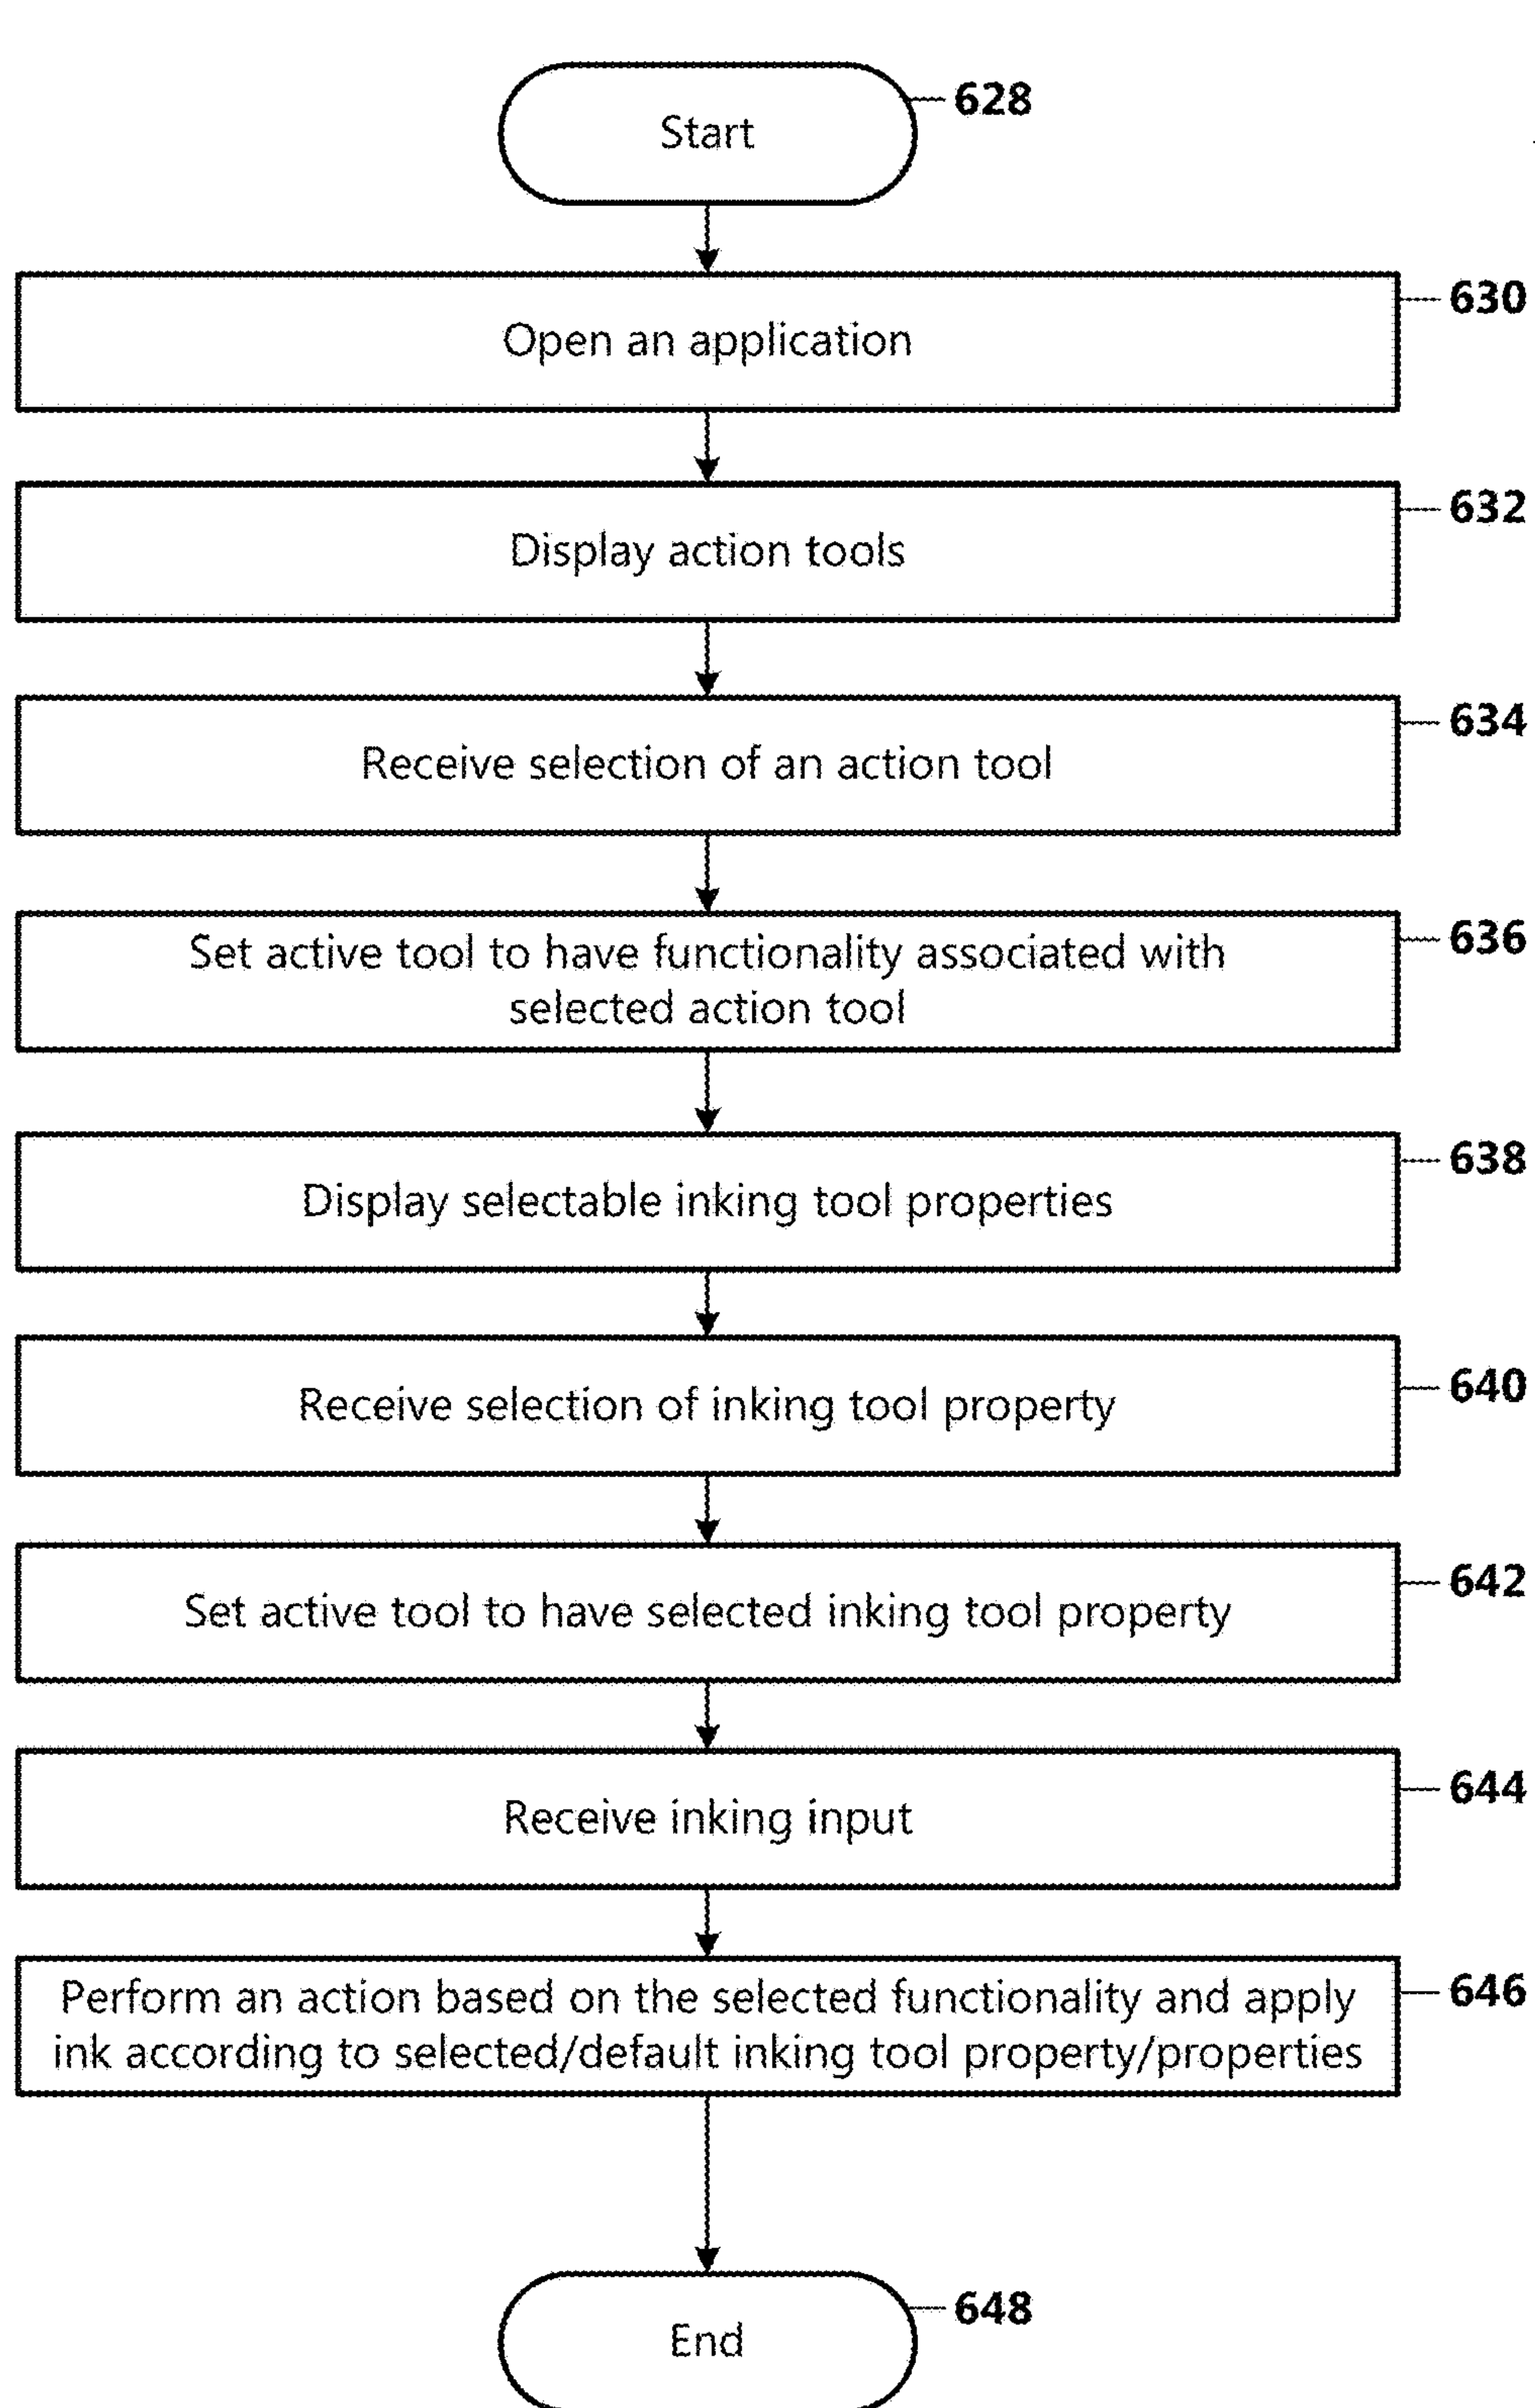 Start
628
Open an application
630
Display action tools
632
Receive selection of an action tool
634
Set active tool to have functionality associated with
selected action tool
636
Display selectable inking tool properties
638
Receive selection of inking tool property
640
Set active tool to have selected inking tool property
642
Receive inking input
644
Perform an action based on the selected functionality and apply
ink according to selected/default inking tool property/properties
646
End
648